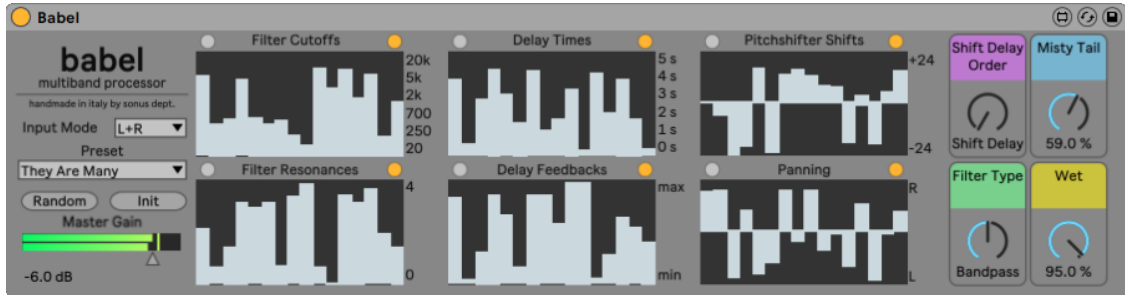 Babel
babel
multiband processor
handmade in italy by sonus dept.
Input Mode L+R
Preset
They Are Many
Random Init
Master Gain
-6.0 dB
Filter Cutoffs
20k
5k
2k
700
250
20
Delay Times
5 s
4 s
3 s
2 s
1 s
0 s
Pitchshifter Shifts
+24
-24
Filter Resonances
4
0
Delay Feedbacks
max
min
Panning
R
L
Shift Delay
Order
Shift Delay
Misty Tail
59.0 %
Filter Type
Bandpass
Wet
95.0 %